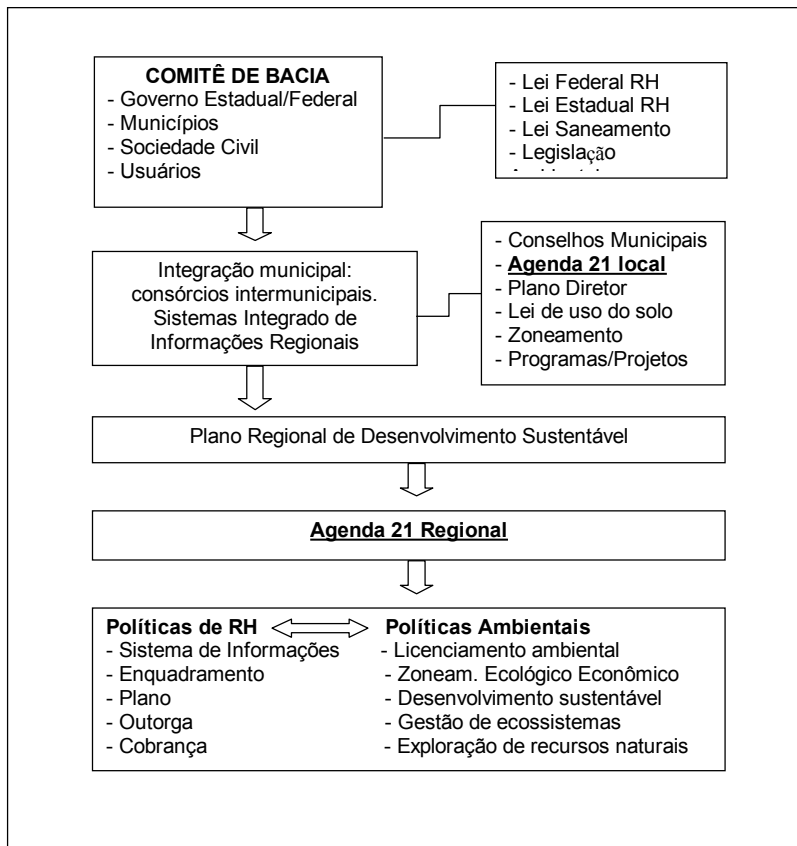 COMITÊ DE BACIA
- Governo Estadual/Federal
- Municípios
- Sociedade Civil
- Usuários
- Lei Federal RH
- Lei Estadual RH
- Lei Saneamento
- Legislação
Integração municipal:
consórcios intermunicipais.
Sistemas Integrado de
Informações Regionais
- Conselhos Municipais
- Agenda 21 local
- Plano Diretor
- Lei de uso do solo
- Zoneamento
- Programas/Projetos
Plano Regional de Desenvolvimento Sustentável
Agenda 21 Regional
Políticas de RH
- Sistema de Informações
- Enquadramento
- Plano
- Outorga
- Cobrança
Políticas Ambientais
- Licenciamento ambiental
- Zoneam. Ecológico Econômico
- Desenvolvimento sustentável
- Gestão de ecossistemas
- Exploração de recursos naturais